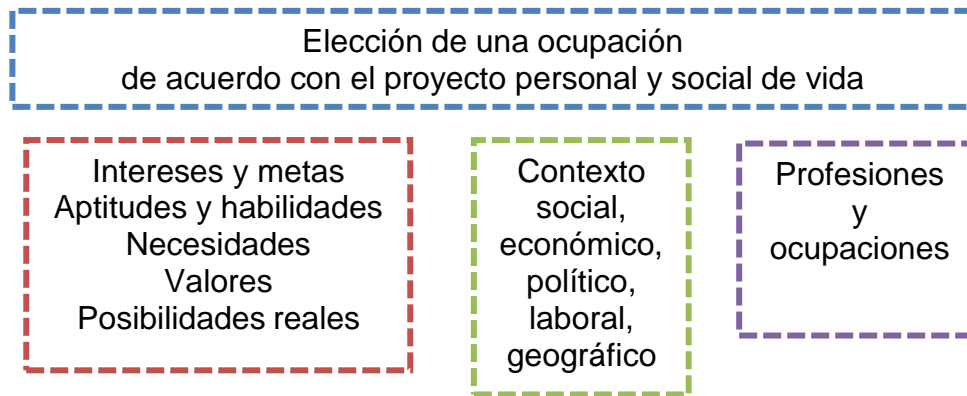 Elección de una ocupación
de acuerdo con el proyecto personal y social de vida
Intereses y metas
Aptitudes y habilidades
Necesidades
Valores
Posibilidades reales
Contexto
social,
económico,
político,
laboral,
geográfico
Profesiones
y
ocupaciones